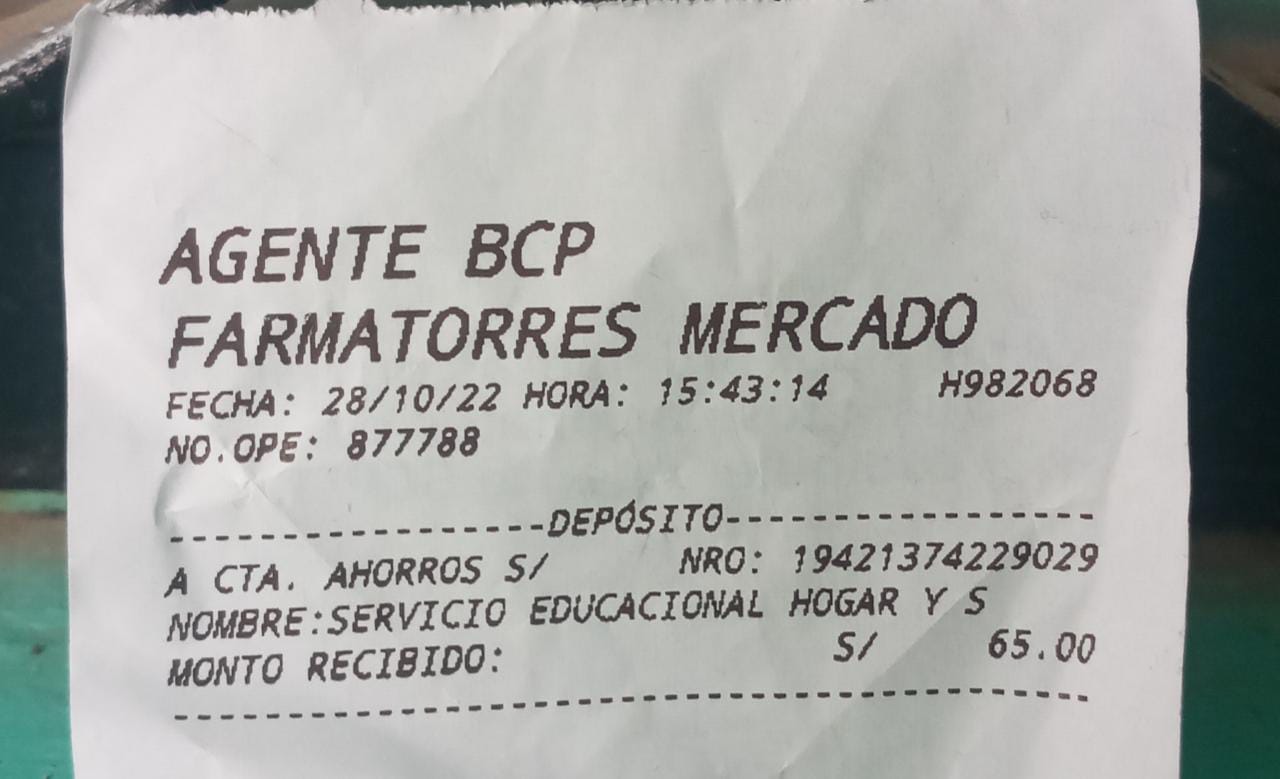 AGENTE BCP
FARMATORRES MERCADO
FECHA: 28/10/22 HORA: 15:43:14 H982068
NO.OPE: 877788
------------------DEPÓSITO------------------
A CTA. AHORROS S/ NRO: 19421374229029
NOMBRE:SERVICIO EDUCACIONAL HOGAR Y S
MONTO RECIBIDO: S/ 65.00
--------------------------------------------